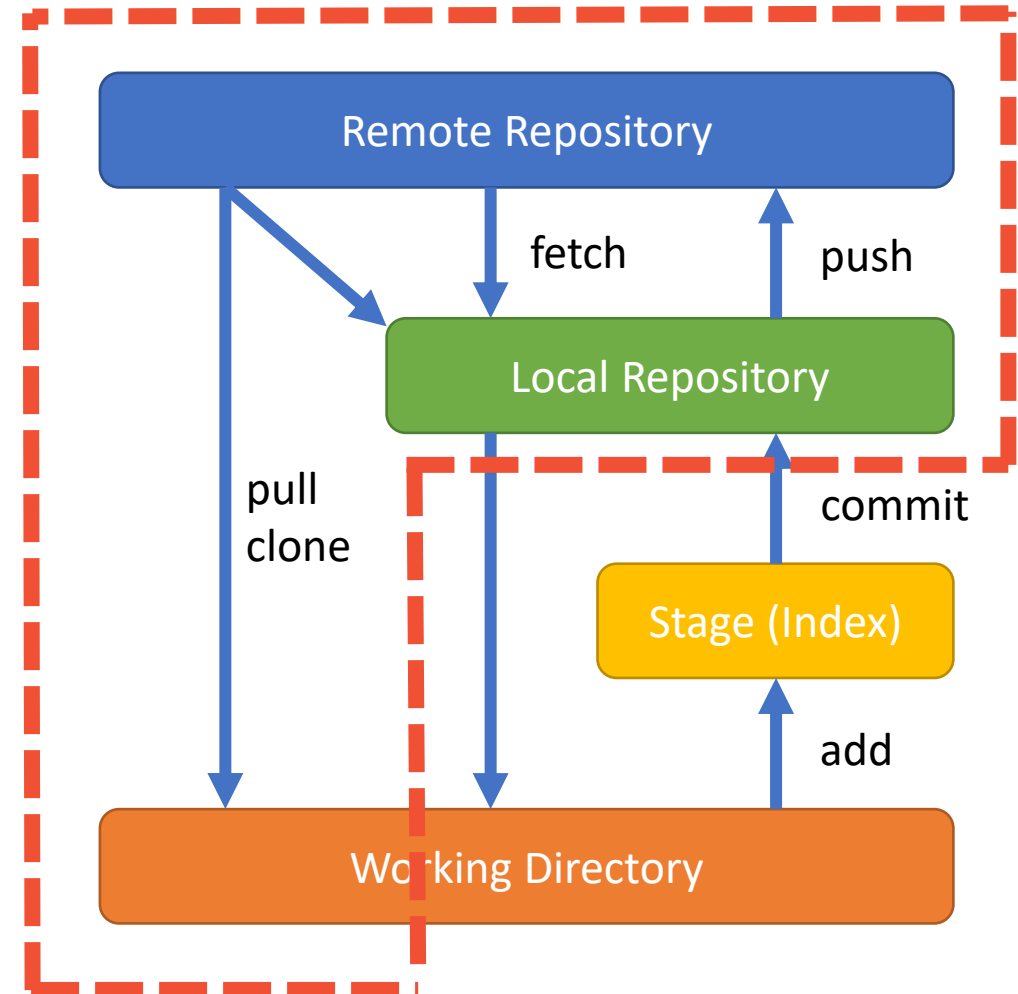 Remote Repository
fetch
push
Local Repository
pull
clone
commit
Stage (Index)
add
Working Directory